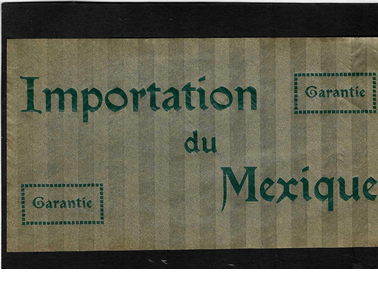 Importation
Garantie
du
Mexique
Garantie